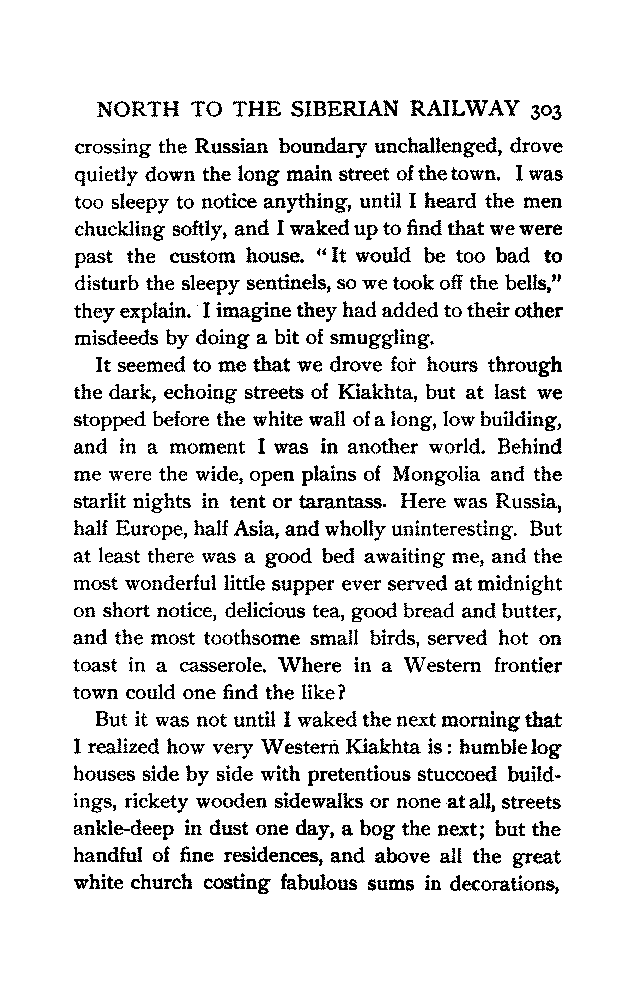 NORTH TO THE SIBERIAN RAILWAY 303
crossing the Russian boundary unchallenged, drove
quietly down the long main street of the town. I was
too sleepy to notice anything, until I heard the men
chuckling softly, and I waked up to find that we were
past the custom house. "It would be too bad to
disturb the sleepy sentinels, so we took off the bells,"
they explain. I imagine they had added to their other
misdeeds by doing a bit of smuggling.
It seemed to me that we drove for hours through
the dark, echoing streets of Kiakhta, but at last we
stopped before the white wall of a long, low building,
and in a moment I was in another world. Behind
me were the wide, open plains of Mongolia and the
starlit nights in tent or tarantass. Here was Russia,
half Europe, half Asia, and wholly uninteresting. But
at least there was a good bed awaiting me, and the
most wonderful little supper ever served at midnight
on short notice, delicious tea, good bread and butter,
and the most toothsome small birds, served hot on
toast in a casserole. Where in a Western frontier
town could one find the like?
But it was not until I waked the next morning that
I realized how very Western Kiakhta is: humble log
houses side by side with pretentious stuccoed build-
ings, rickety wooden sidewalks or none at all, streets
ankle-deep in dust one day, a bog the next; but the
handful of fine residences, and above all the great
white church costing fabulous sums in decorations,